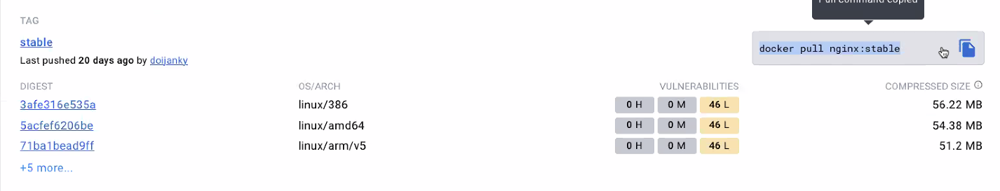 Pull command copied
TAG
stable
docker pull nginx:stable
Last pushed 20 days ago by doijanky
DIGEST OS/ARCH VULNERABILITIES COMPRESSED SIZE
3afe316e535a linux/386 0 H 0 M 46 L 56.22 MB
5acfef6206be linux/amd64 0 H 0 M 46 L 54.38 MB
71ba1bead9ff linux/arm/v5 0 H 0 M 46 L 51.2 MB
+5 more...